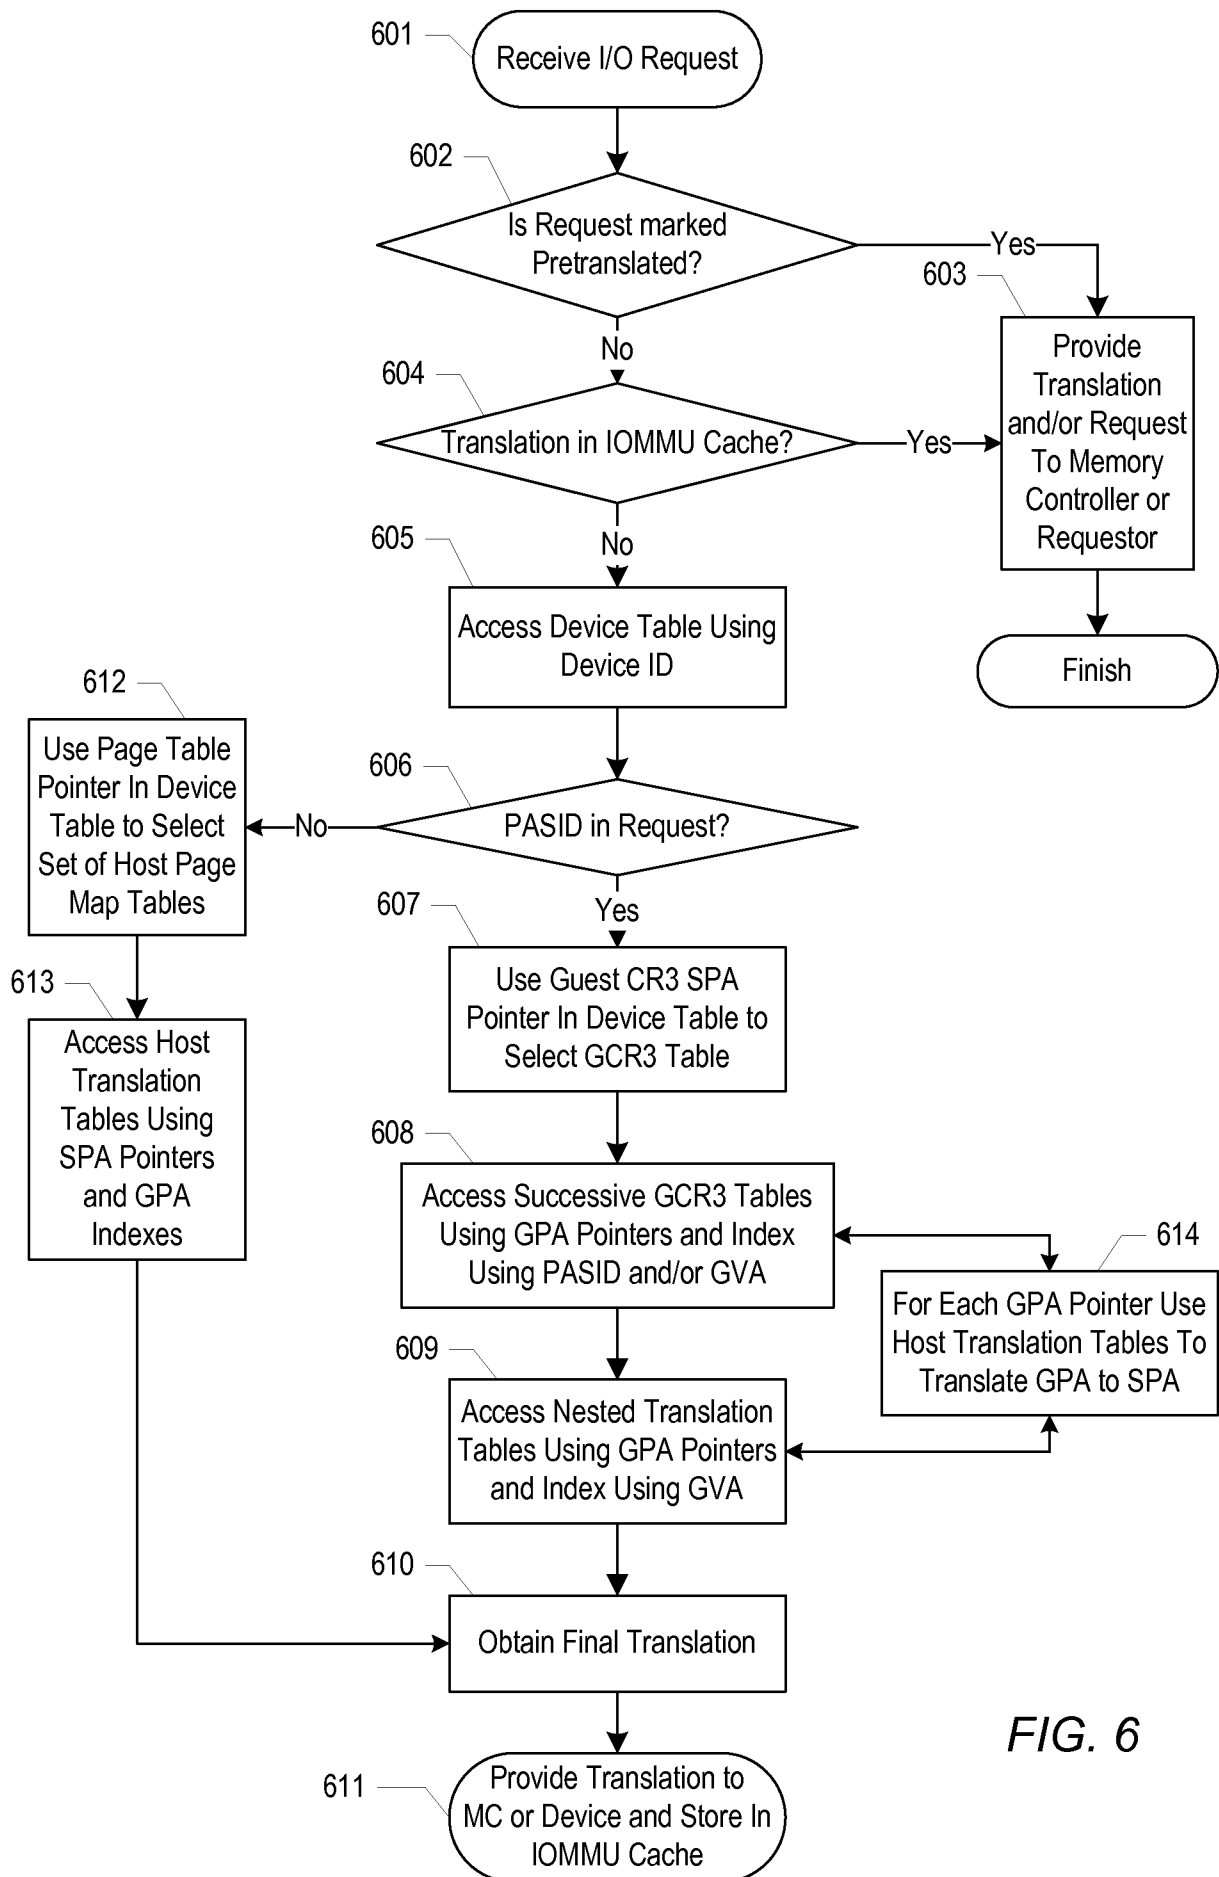 601
Receive I/O Request
602
Is Request marked
Pretranslated?
Yes
603
Provide
Translation
and/or Request
To Memory
Controller or
Requestor
No
604
Translation in IOMMU Cache?
Yes
No
605
Access Device Table Using
Device ID
Finish
612
Use Page Table
Pointer In Device
Table to Select
Set of Host Page
Map Tables
606
PASID in Request?
No
Yes
607
Use Guest CR3 SPA
Pointer In Device Table to
Select GCR3 Table
613
Access Host
Translation
Tables Using
SPA Pointers
and GPA
Indexes
608
Access Successive GCR3 Tables
Using GPA Pointers and Index
Using PASID and/or GVA
614
For Each GPA Pointer Use
Host Translation Tables To
Translate GPA to SPA
609
Access Nested Translation
Tables Using GPA Pointers
and Index Using GVA
610
Obtain Final Translation
611
Provide Translation to
MC or Device and Store In
IOMMU Cache
FIG. 6